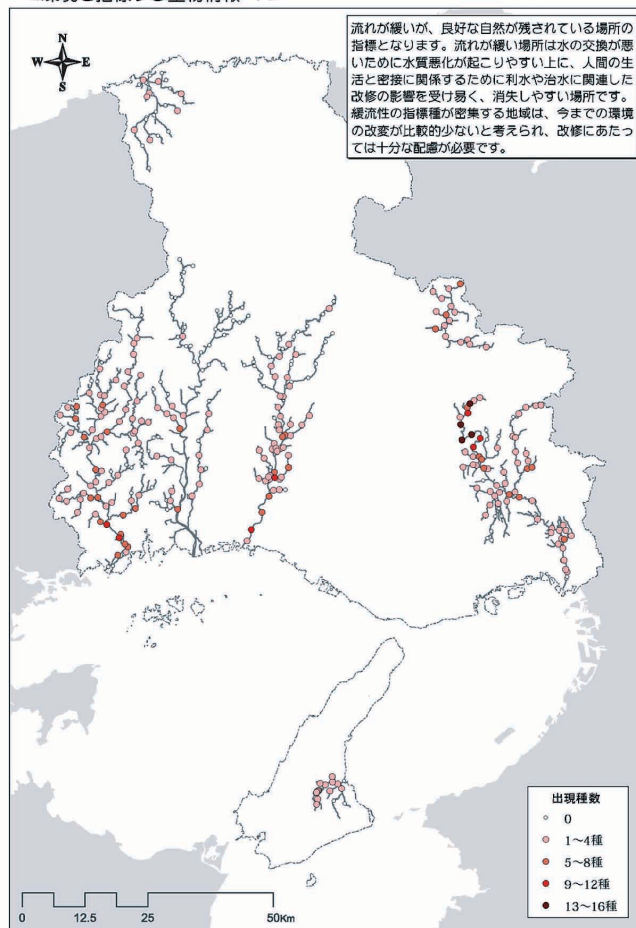 流れが緩いが、良好な自然が残されている場所の
指標となります。流れが緩い場所は水の交換が悪
いために水質悪化が起こりやすい上に、人間の生
活と密接に関係するために利水や治水に関連した
改修の影響を受け易く、消失しやすい場所です。
緩流性の指標種が密集する地域は、今までの環境
の改変が比較的少ないと考えられ、改修にあたっ
ては十分な配慮が必要です。
N
W E
S
出現種数
0
1～4種
5～8種
9～12種
13～16種
0 12.5 25 50Km